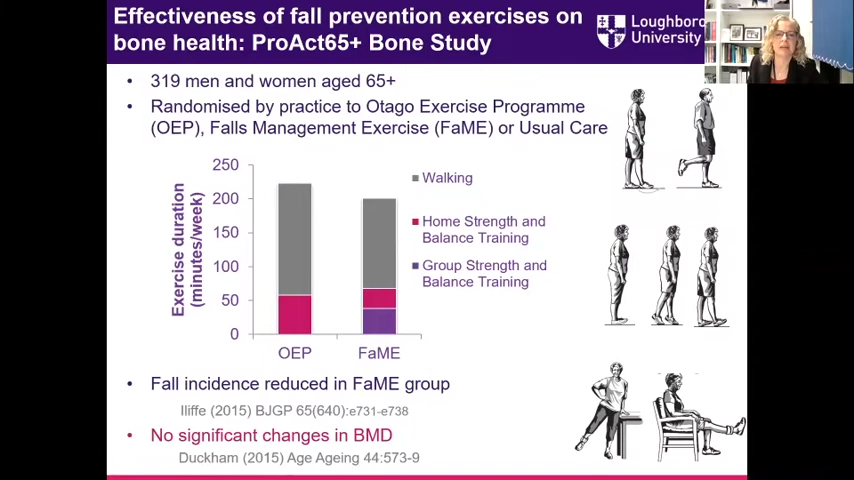 Effectiveness of fall prevention exercises on
bone health: ProAct65+ Bone Study
Loughboro
University
• 319 men and women aged 65+
• Randomised by practice to Otago Exercise Programme
(OEP), Falls Management Exercise (FaME) or Usual Care
Exercise duration
(minutes/week)
250
200
150
100
50
0
OEP
FaME
Walking
Home Strength and
Balance Training
Group Strength and
Balance Training
• Fall incidence reduced in FaME group
Iliffe (2015) BJGP 65(640):e731-e738
• No significant changes in BMD
Duckham (2015) Age Ageing 44:573-9